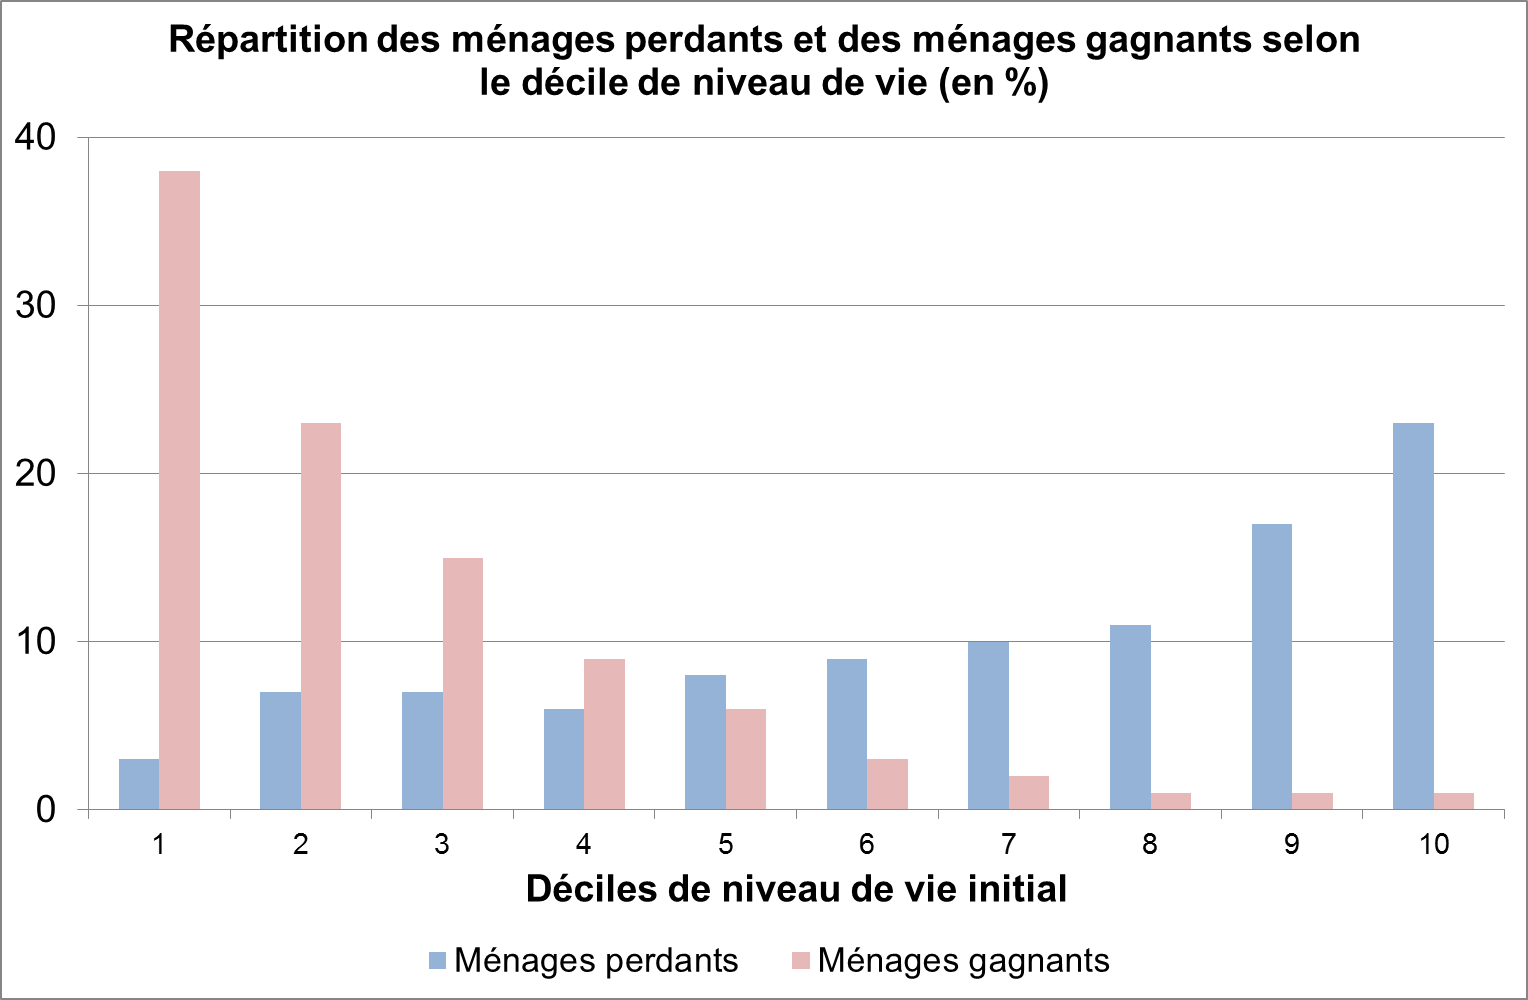 Répartition des ménages perdants et des ménages gagnants selon
le décile de niveau de vie (en %)
40
30
20
10
0
1 2 3 4 5 6 7 8 9 10
Déciles de niveau de vie initial
Ménages perdants Ménages gagnants